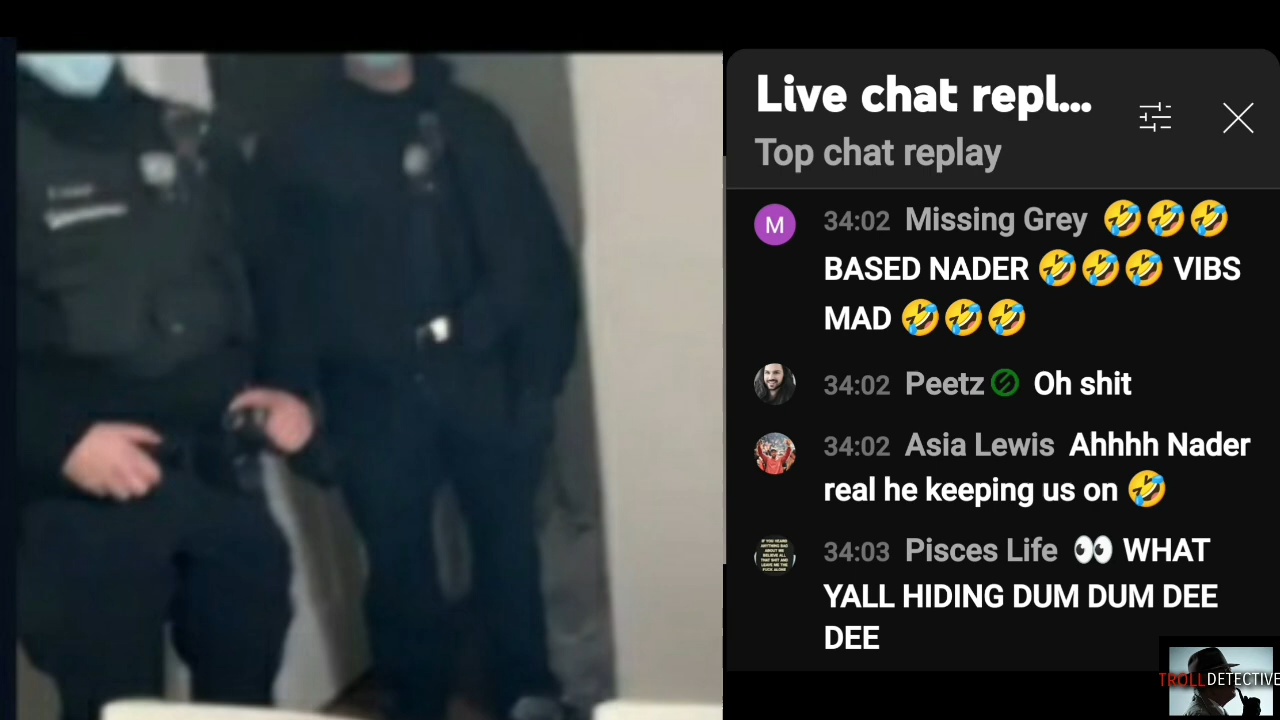 Live chat repl...
Top chat replay
M
34:02 Missing Grey 🤣🤣🤣
BASED NADER 🤣🤣🤣 VIBS
MAD 🤣🤣🤣
34:02 Peetz Oh shit
34:02 Asia Lewis Ahhhh Nader
real he keeping us on 🤣
34:03 Pisces Life 👀 WHAT
YALL HIDING DUM DUM DEE
DEE
TROLLDETECTIVE